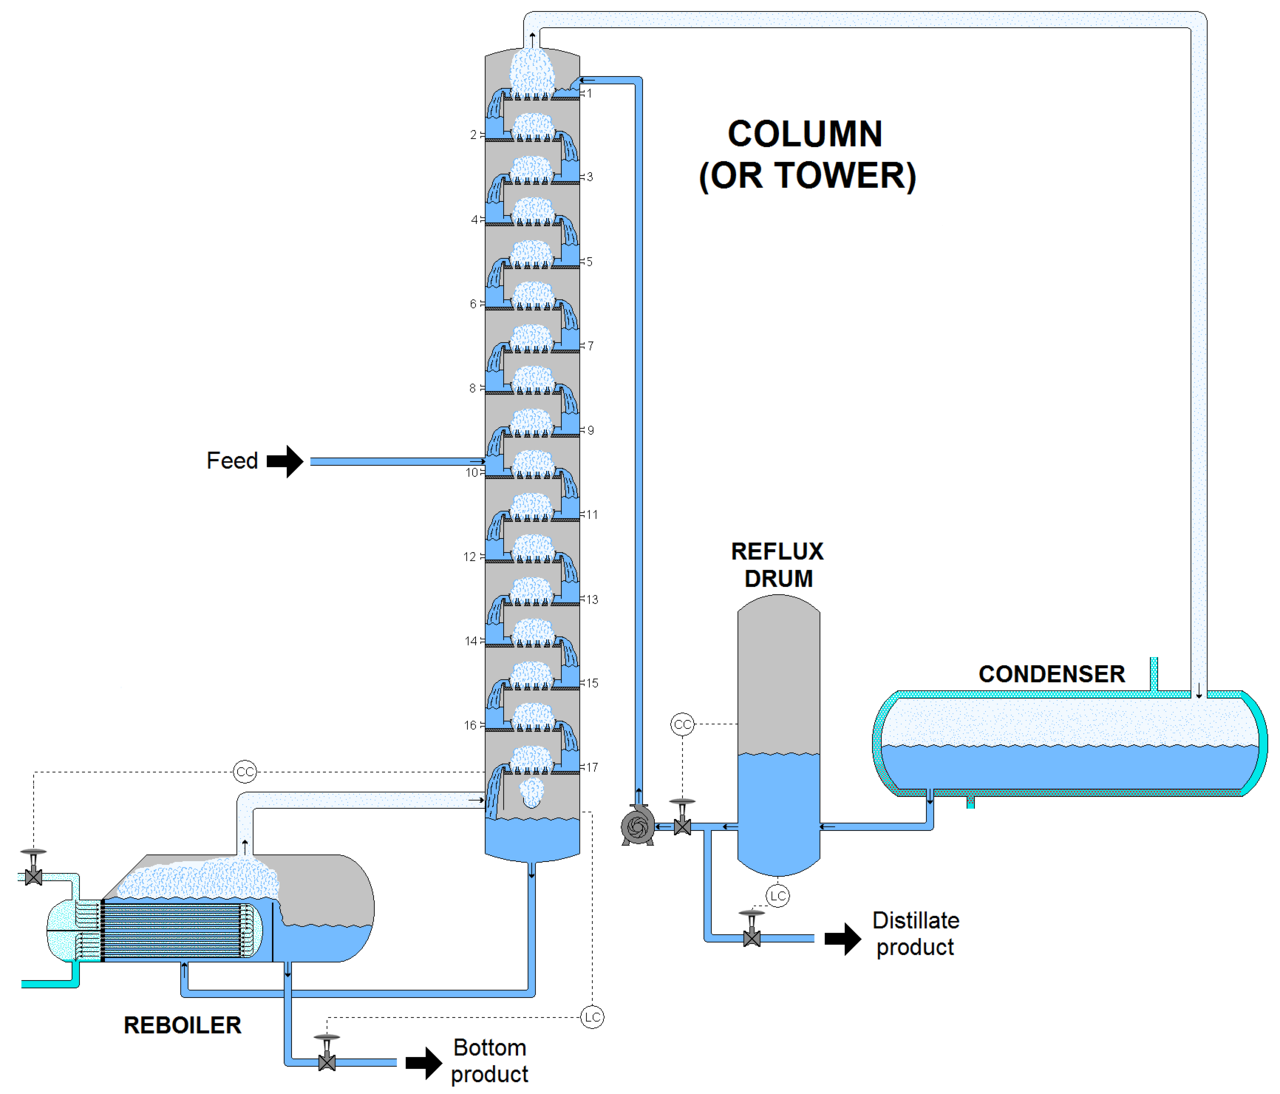 COLUMN
(OR TOWER)
1
2
3
4
5
6
7
8
9
Feed
10
11
12
13
14
15
16
17
REFLUX
DRUM
CONDENSER
CC
CC
LC
Distillate
product
REBOILER
LC
Bottom
product